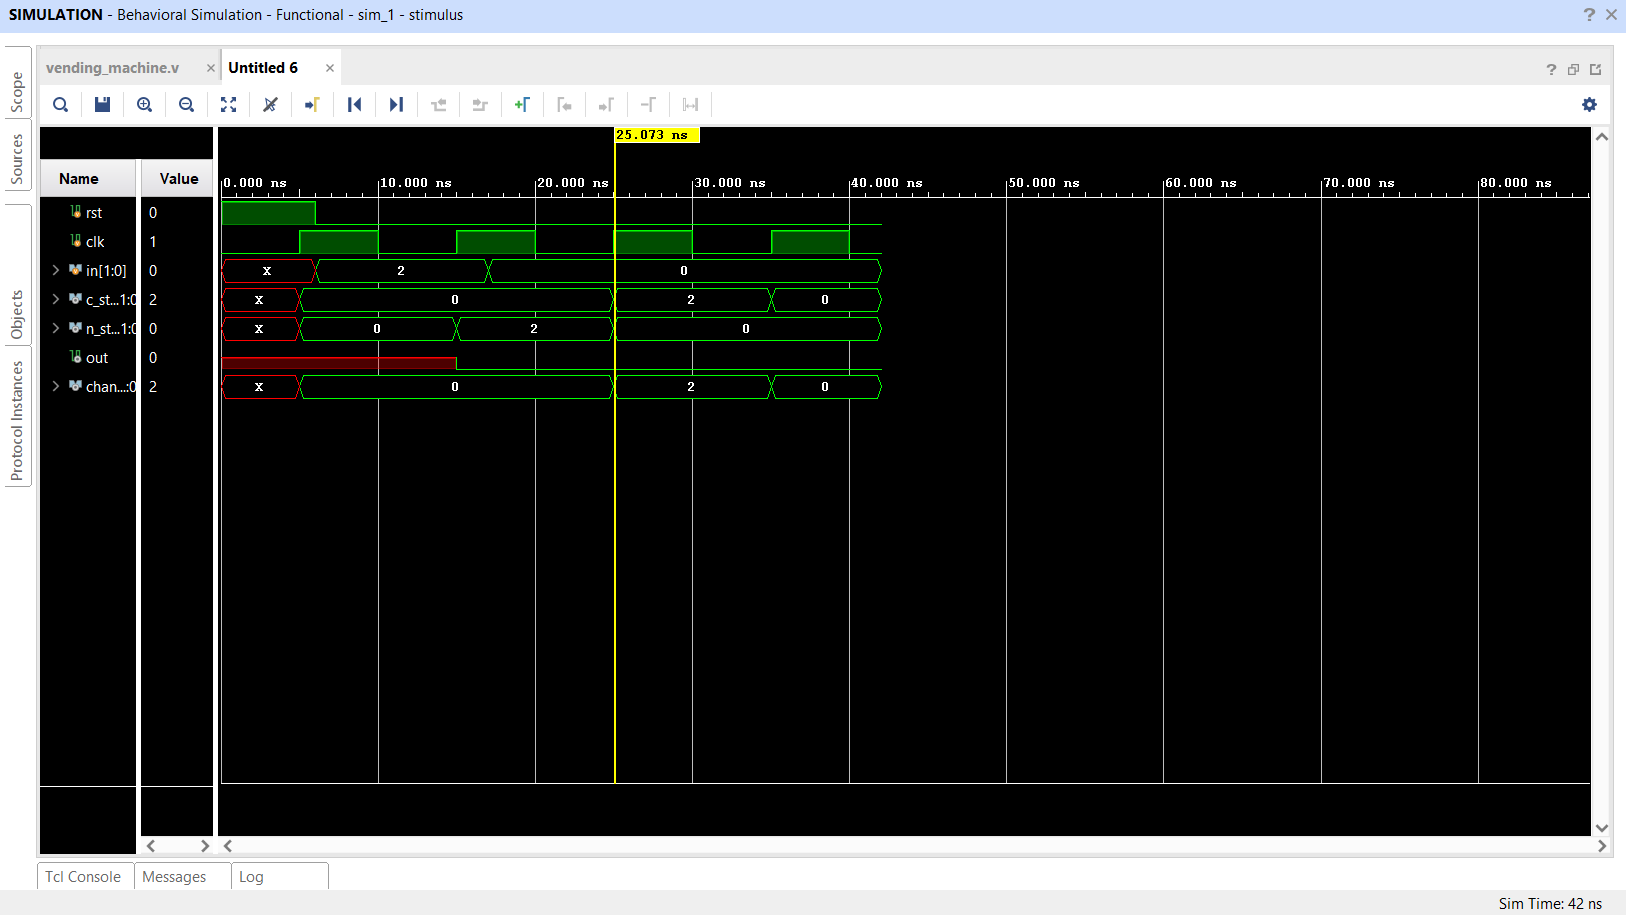 SIMULATION - Behavioral Simulation - Functional - sim_1 - stimulus
? ×
Scope
Sources
Objects
Protocol Instances
vending_machine.v ×
Untitled 6 ×
?
25.073 ns
Name Value
0.000 ns 10.000 ns 20.000 ns 30.000 ns 40.000 ns 50.000 ns 60.000 ns 70.000 ns 80.000 ns
rst 0
clk 1
in[1:0] 0 X 2 0
c_st...1:0 2 X 0 2 0
n_st...1:0 0 X 0 2 0
out 0
chan...:0 2 X 0 2 0
Tcl Console Messages Log
Sim Time: 42 ns